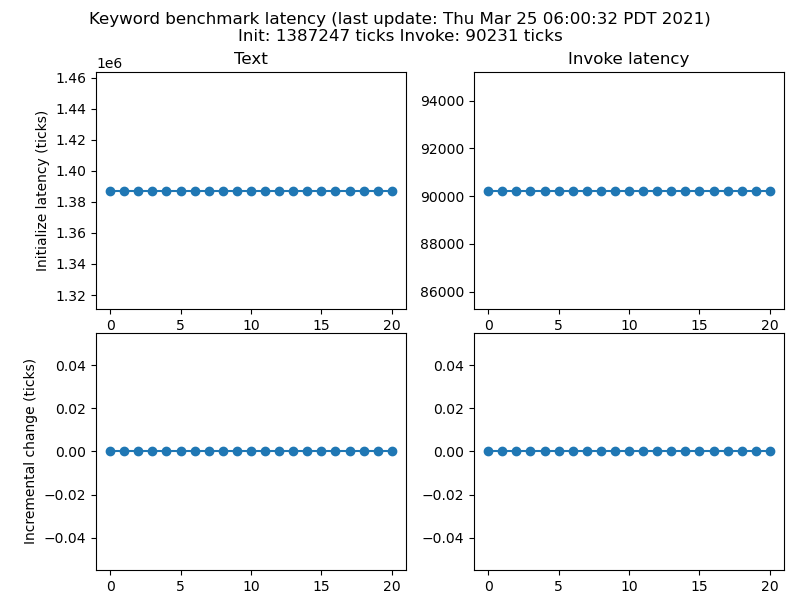 Keyword benchmark latency (last update: Thu Mar 25 06:00:32 PDT 2021)
Init: 1387247 ticks Invoke: 90231 ticks
Text
1e6
Initialize latency (ticks)
1.46
1.44
1.42
1.40
1.38
1.36
1.34
1.32
0 5 10 15 20
Invoke latency
94000
92000
90000
88000
86000
0 5 10 15 20
Incremental change (ticks)
0.04
0.02
0.00
−0.02
−0.04
0 5 10 15 20
0.04
0.02
0.00
−0.02
−0.04
0 5 10 15 20